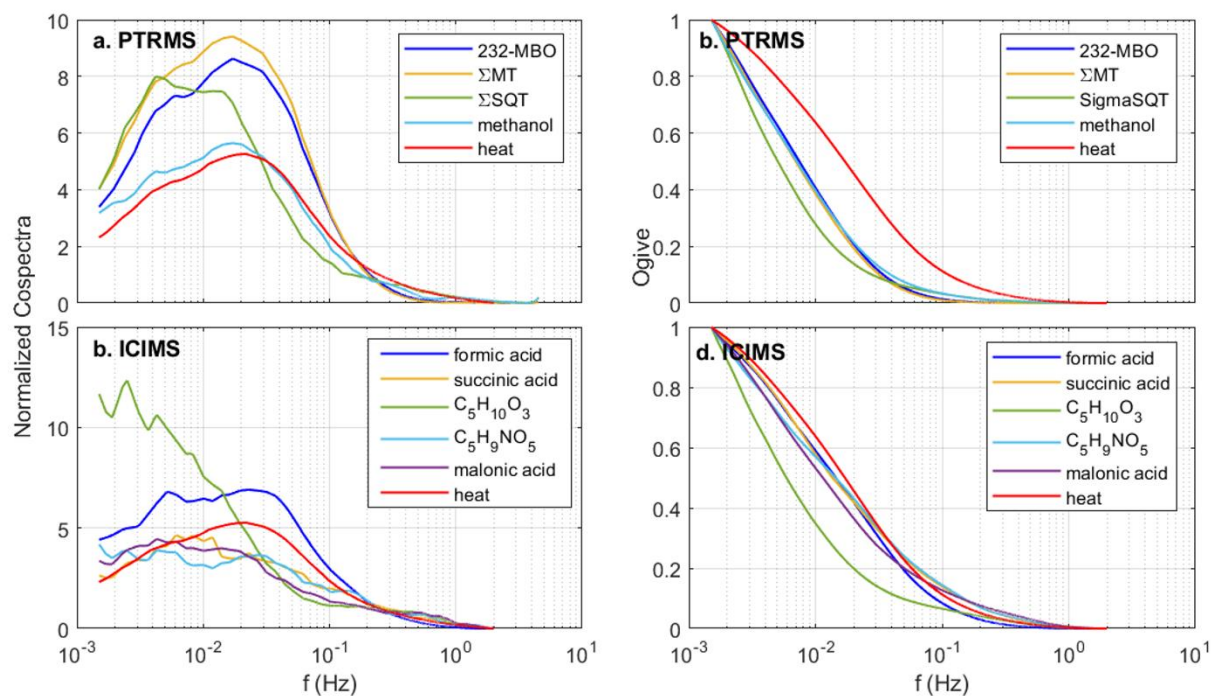 a. PTRMS
10
8
6
4
2
0
232-MBO
ΣMT
ΣSQT
methanol
heat
b. PTRMS
1
0.8
0.6
0.4
0.2
0
232-MBO
ΣMT
SigmaSQT
methanol
heat
Normalized Cospectra
Ogive
b. ICIMS
15
10
5
0
formic acid
succinic acid
C5H10O3
C5H9NO5
malonic acid
heat
10-3 10-2 10-1 100 101
f (Hz)
d. ICIMS
1
0.8
0.6
0.4
0.2
0
formic acid
succinic acid
C5H10O3
C5H9NO5
malonic acid
heat
10-3 10-2 10-1 100 101
f (Hz)